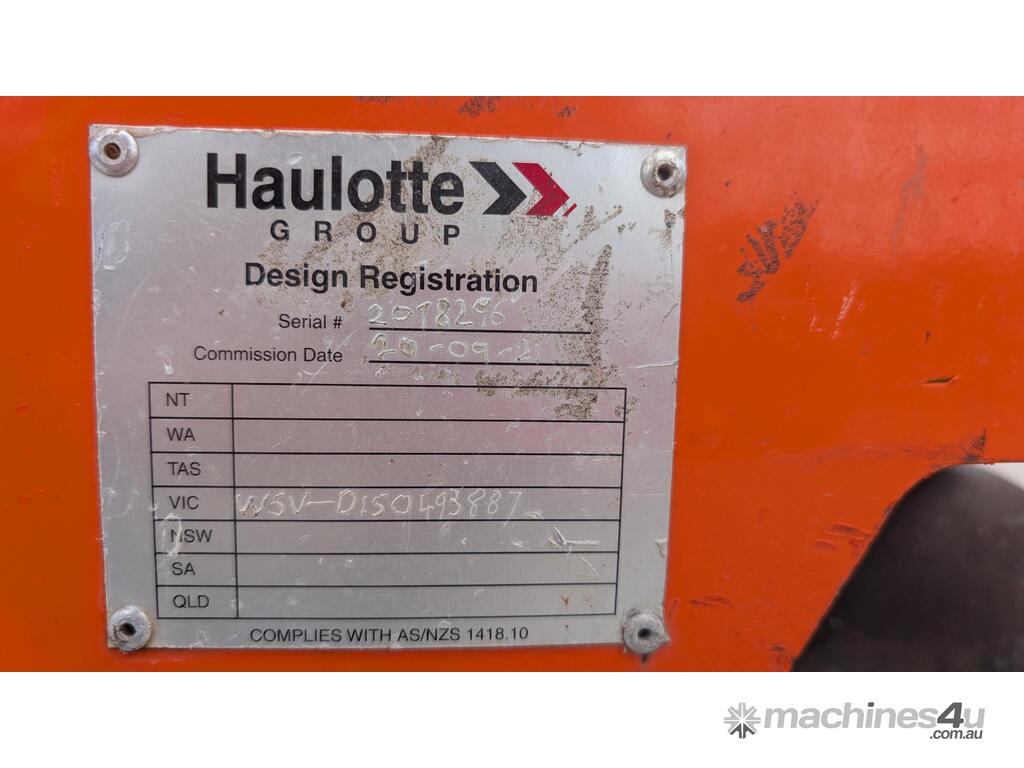 Haulotte
GROUP
Design Registration
Serial # 2018296
Commission Date 20-09-21
NT
WA
TAS
VIC WSV-D150493887
NSW
SA
QLD
COMPLIES WITH AS/NZS 1418.10
machines4u
.com.au